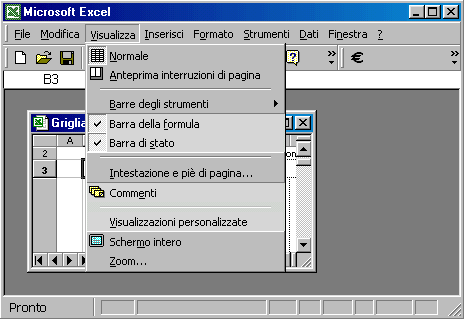 Microsoft Excel
File Modifica Visualizza Inserisci Formato Strumenti Dati Finestra ?
B3
Normale
Anteprima interruzioni di pagina
Barre degli strumenti
Barra della formula
Barra di stato
Intestazione e piè di pagina...
Commenti
Visualizzazioni personalizzate
Schermo intero
Zoom...
Griglia
A
2
3
Pronto